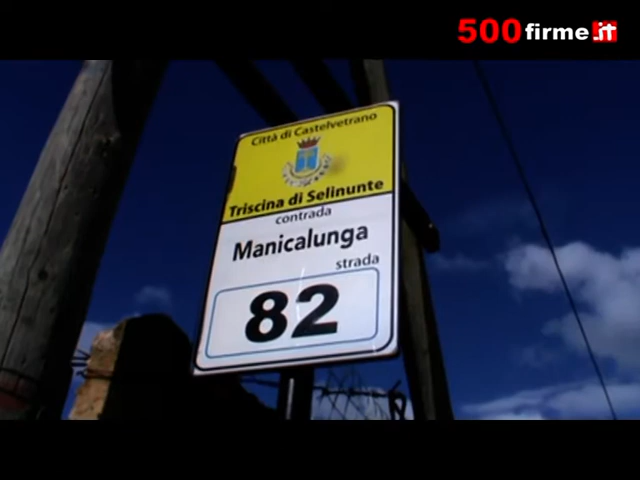 500firme.it
Città di Castelvetrano
Triscina di Selinunte
contrada
Manicalunga
strada
82